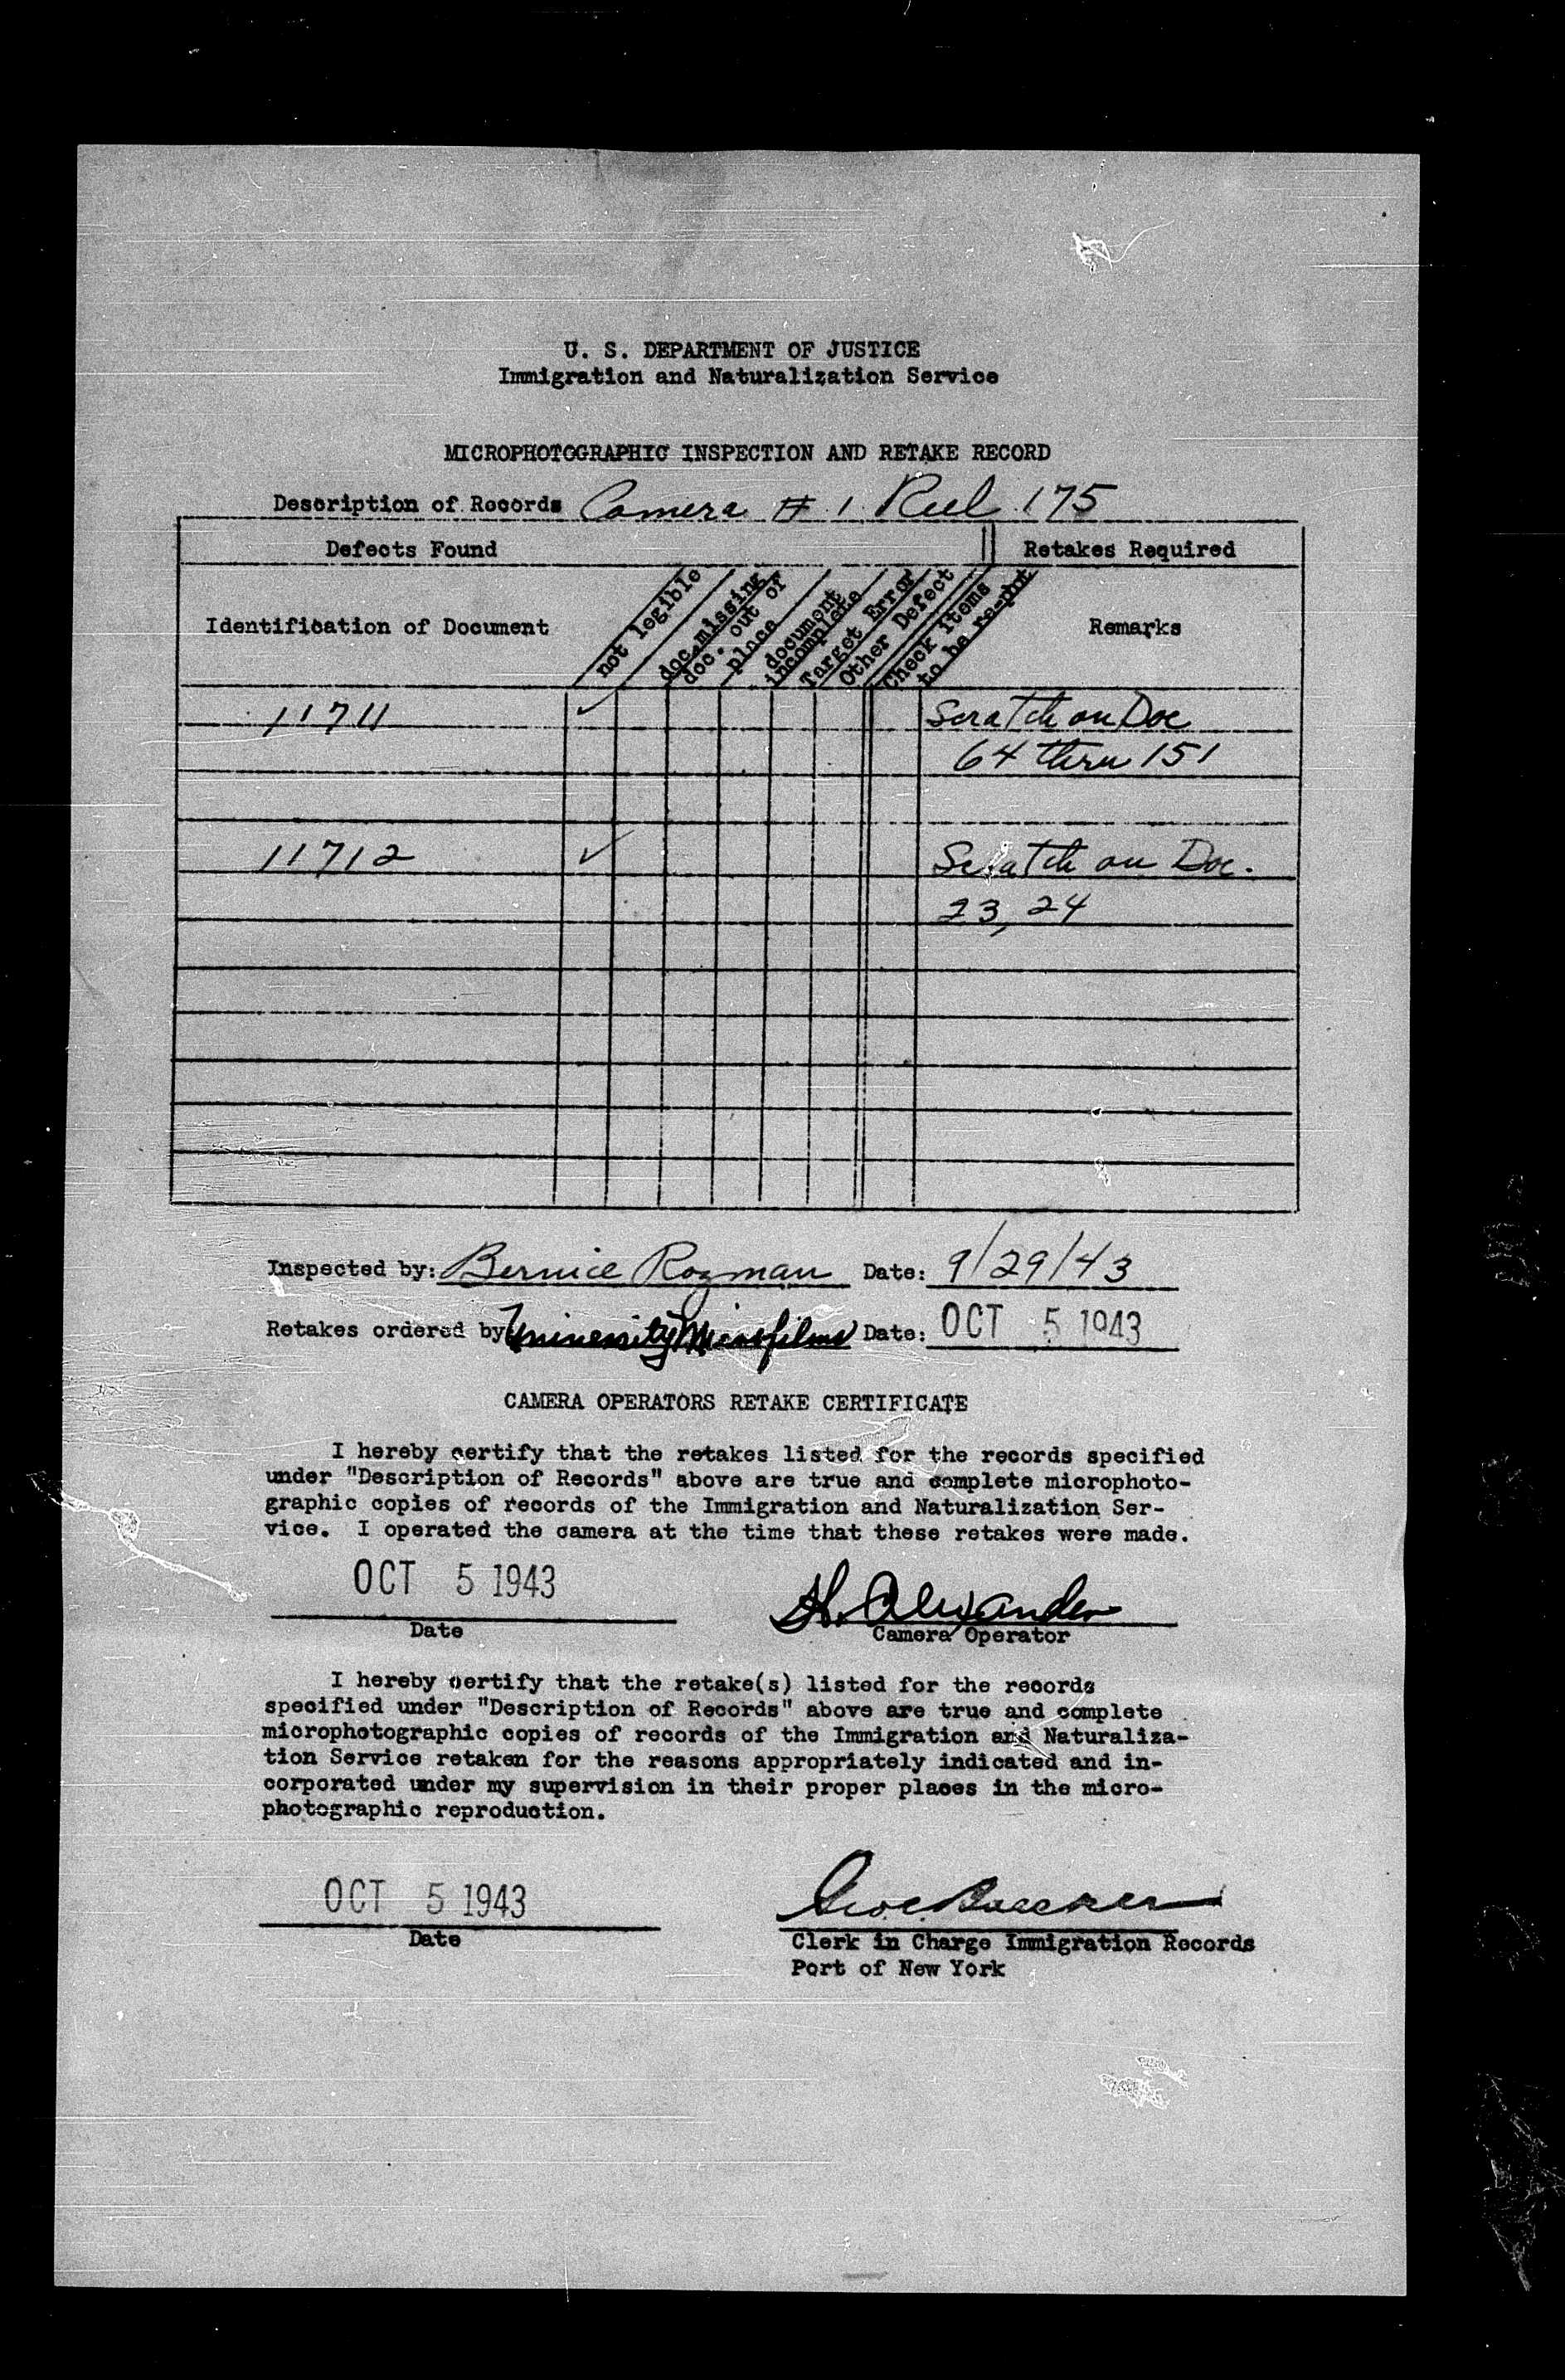 U. S. DEPARTMENT OF JUSTICE
Immigration and Naturalization Service
MICROPHOTOGRAPHIC INSPECTION AND RETAKE RECORD
Description of Records Camera # 1 Reel 175
Defects Found Retakes Required
Identification of Document
not legible
doc. missing
doc. out of
place
document
incomplete
Target Error
Other Defect
Check items
to be re-phot
Remarks
11711 ✓ Scratch on Doc
64 thru 151
11712 ✓ Scratch on Doc.
23, 24
Inspected by: Bernice Rozman Date: 9/29/43
Retakes ordered by University Microfilms Date: OCT 5 1943
CAMERA OPERATORS RETAKE CERTIFICATE
I hereby certify that the retakes listed for the records specified
under "Description of Records" above are true and complete microphoto-
graphic copies of records of the Immigration and Naturalization Ser-
vice. I operated the camera at the time that these retakes were made.
OCT 5 1943 H. Alexander
Date Camera Operator
I hereby certify that the retake(s) listed for the records
specified under "Description of Records" above are true and complete
microphotographic copies of records of the Immigration and Naturaliza-
tion Service retaken for the reasons appropriately indicated and in-
corporated under my supervision in their proper places in the micro-
photographic reproduction.
OCT 5 1943
Date Clerk in Charge Immigration Records
Port of New York